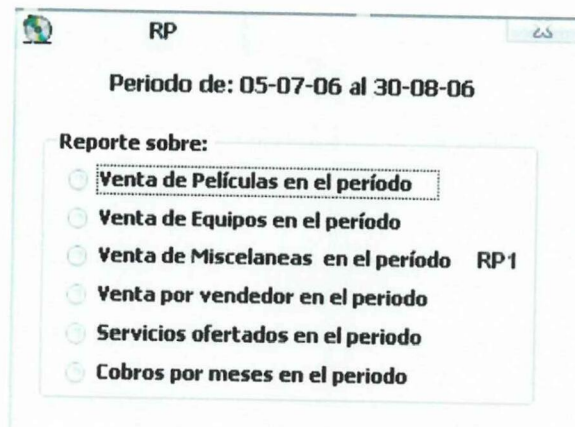 RP
Periodo de: 05-07-06 al 30-08-06
Reporte sobre:
Venta de Películas en el período
Venta de Equipos en el período
Venta de Miscelaneas en el período RP1
Venta por vendedor en el periodo
Servicios ofertados en el periodo
Cobros por meses en el periodo